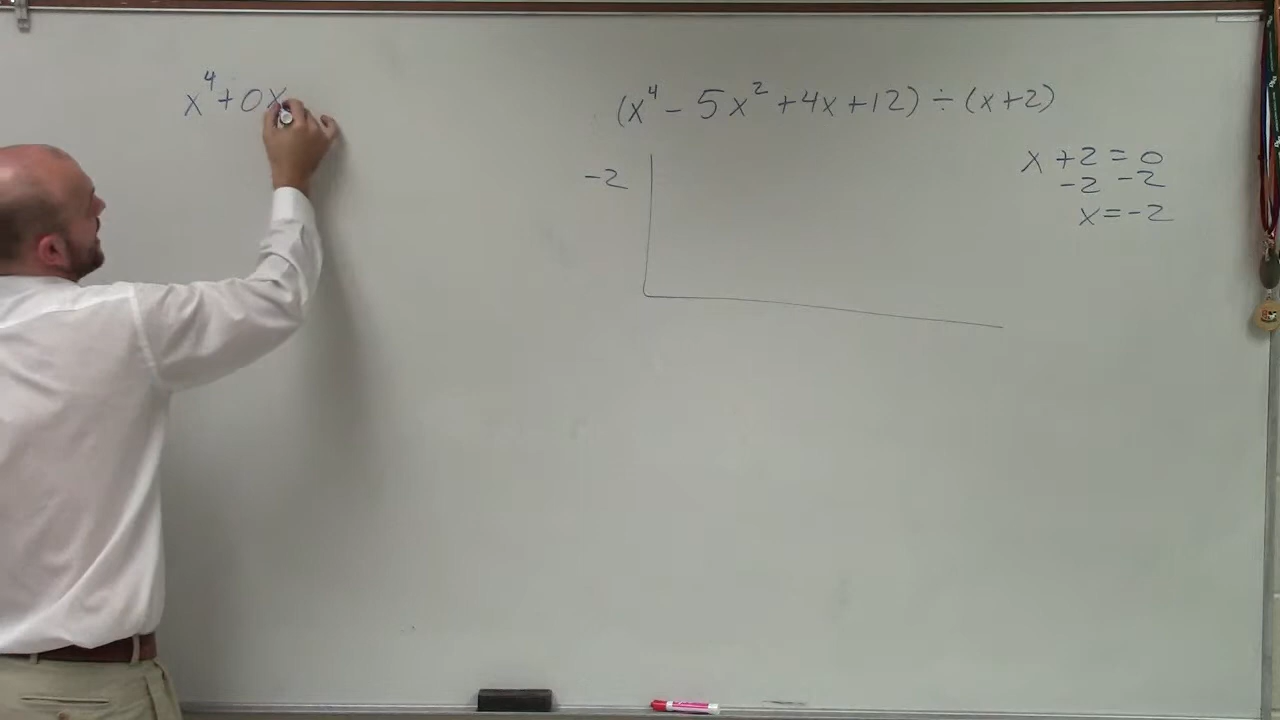 x⁴ + 0x
(x⁴ - 5x² + 4x + 12) ÷ (x + 2)
x + 2 = 0
-2 -2
-2
x = -2